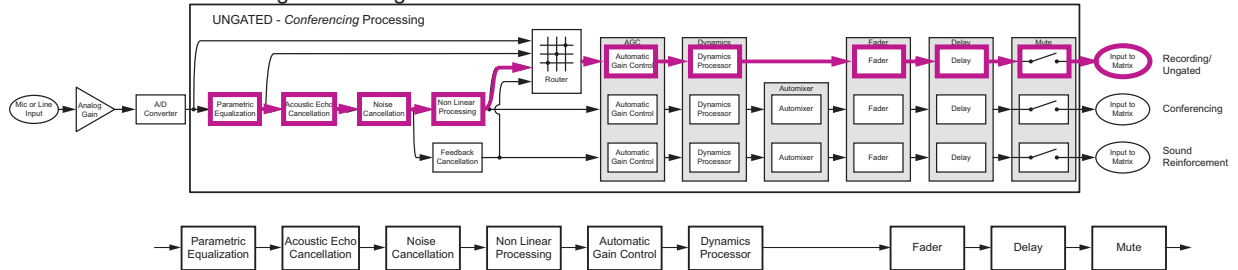 UNGATED - Conferencing Processing
AGC
Dynamics
Fader
Delay
Mute
Router
Automatic
Gain Control
Dynamics
Processor
Fader
Delay
Input to
Matrix
Recording/
Ungated
Mic or Line
Input
Analog
Gain
A/D
Converter
Parametric
Equalization
Acoustic Echo
Cancellation
Noise
Cancellation
Non Linear
Processing
Automixer
Automatic
Gain Control
Dynamics
Processor
Automixer
Fader
Delay
Input to
Matrix
Conferencing
Feedback
Cancellation
Automatic
Gain Control
Dynamics
Processor
Automixer
Fader
Delay
Input to
Matrix
Sound
Reinforcement
Parametric
Equalization
Acoustic Echo
Cancellation
Noise
Cancellation
Non Linear
Processing
Automatic
Gain Control
Dynamics
Processor
Fader
Delay
Mute